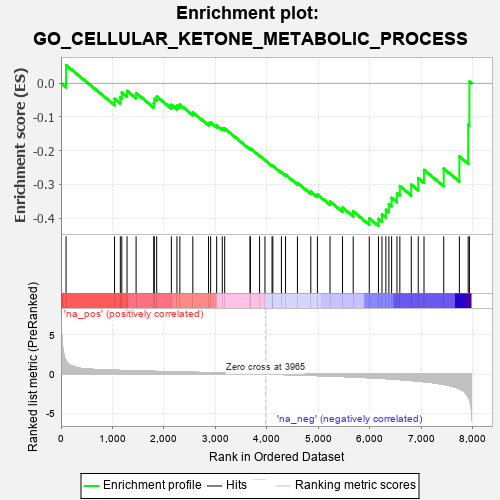 Enrichment plot:
GO_CELLULAR_KETONE_METABOLIC_PROCESS
Enrichment score (ES)
0.0
-0.1
-0.2
-0.3
-0.4
'na_pos' (positively correlated)
Ranked list metric (PreRanked)
5
0
-5
Zero cross at 3965
'na_neg' (negatively correlated)
0
1,000
2,000
3,000
4,000
5,000
6,000
7,000
8,000
Rank in Ordered Dataset
Enrichment profile
Hits
Ranking metric scores